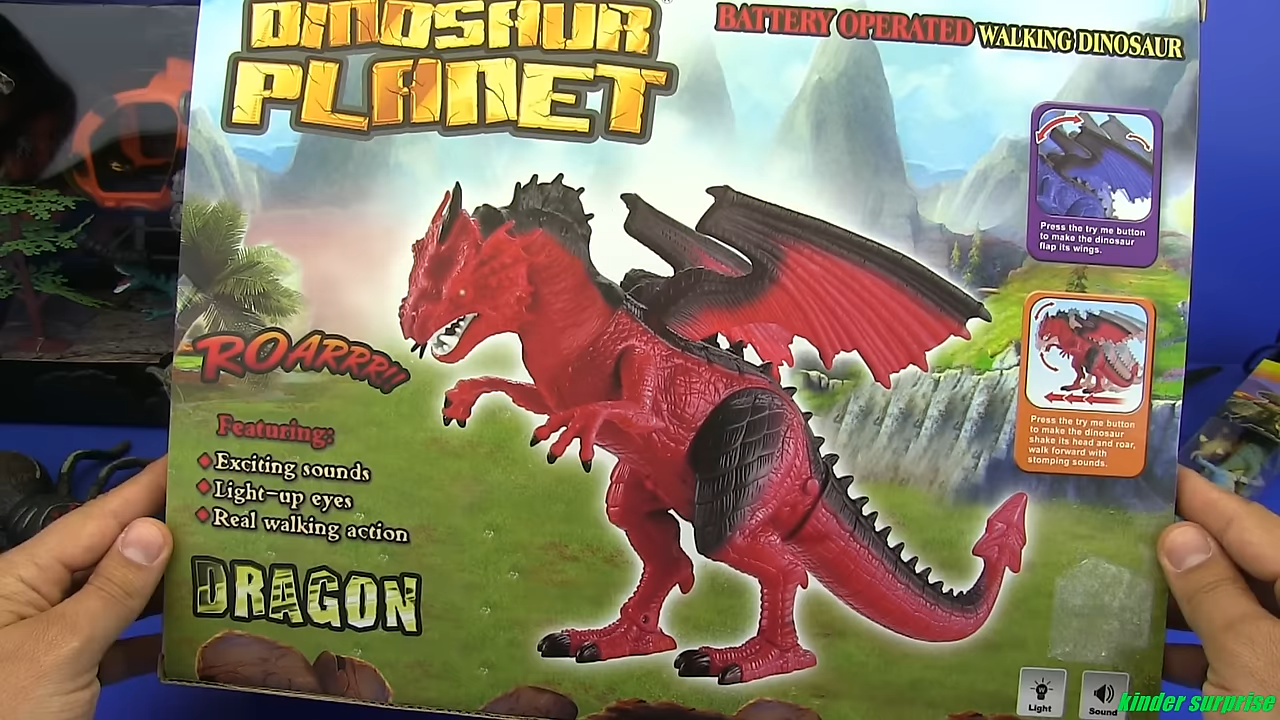 DINOSAUR
PLANET
BATTERY OPERATED WALKING DINOSAUR
Press the try me button
to make the dinosaur
flap its wings.
Press the try me button
to make the dinosaur
shake its head and roar,
walk forward with
stomping sounds.
ROARRR!!
Featuring:
Exciting sounds
Light-up eyes
Real walking action
DRAGON
W
Light
Sound
kinder surprise